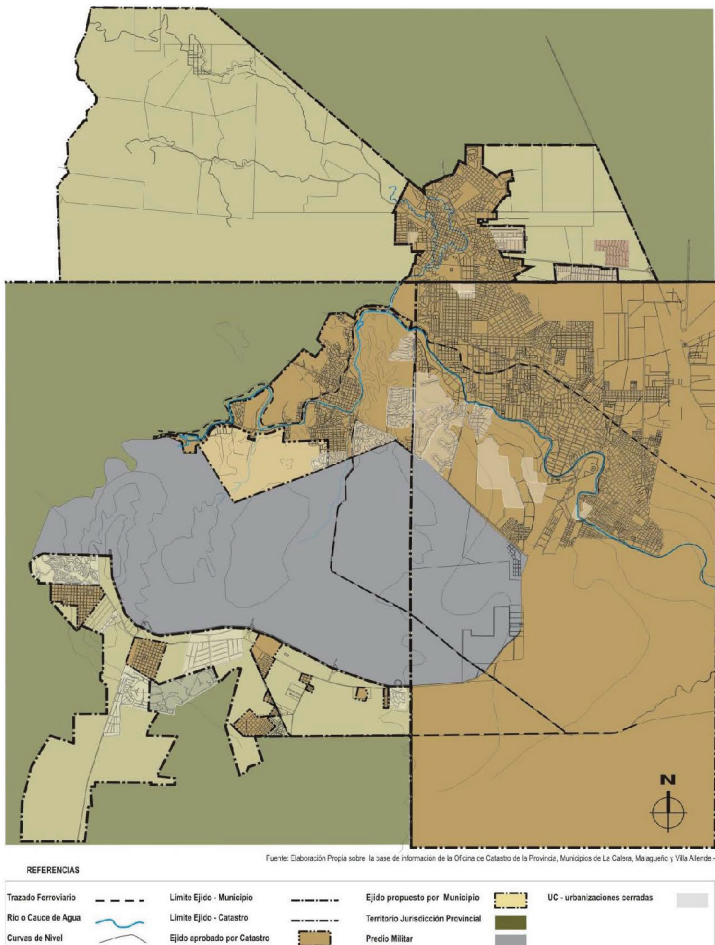 N
Fuente: Elaboración Propia sobre la base de información de la Oficina de Catastro de la Provincia, Municipios de La Calera, Malagueño y Villa Allende -
REFERENCIAS
Trazado Ferroviario Límite Ejido - Municipio Ejido propuesto por Municipio UC - urbanizaciones cerradas
Río o Cauce de Agua Límite Ejido - Catastro Territorio Jurisdicción Provincial
Curvas de Nivel Ejido aprobado por Catastro Predio Militar